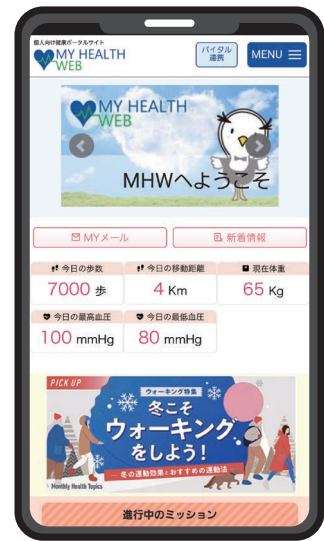 個人向け健康ポータルサイト
MY HEALTH
WEB
バイタル
連携
MENU
MY HEALTH
WEB
MHWへようこそ
MYメール
新着情報
今日の歩数
今日の移動距離
現在体重
7000 歩
4 Km
65 Kg
今日の最高血圧
今日の最低血圧
100 mmHg
80 mmHg
PICK UP
ウォーキング特集
冬こそ
ウォーキング
をしよう!
冬の運動効果とおすすめの運動法
Monthly Health Topics
進行中のミッション